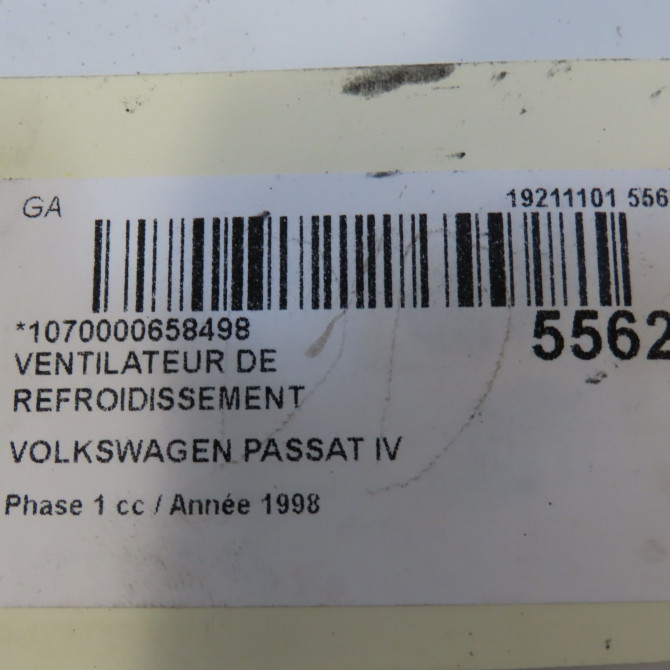 GA
19211101 556
*1070000658498
5562
VENTILATEUR DE
REFROIDISSEMENT
VOLKSWAGEN PASSAT IV
Phase 1 cc / Année 1998